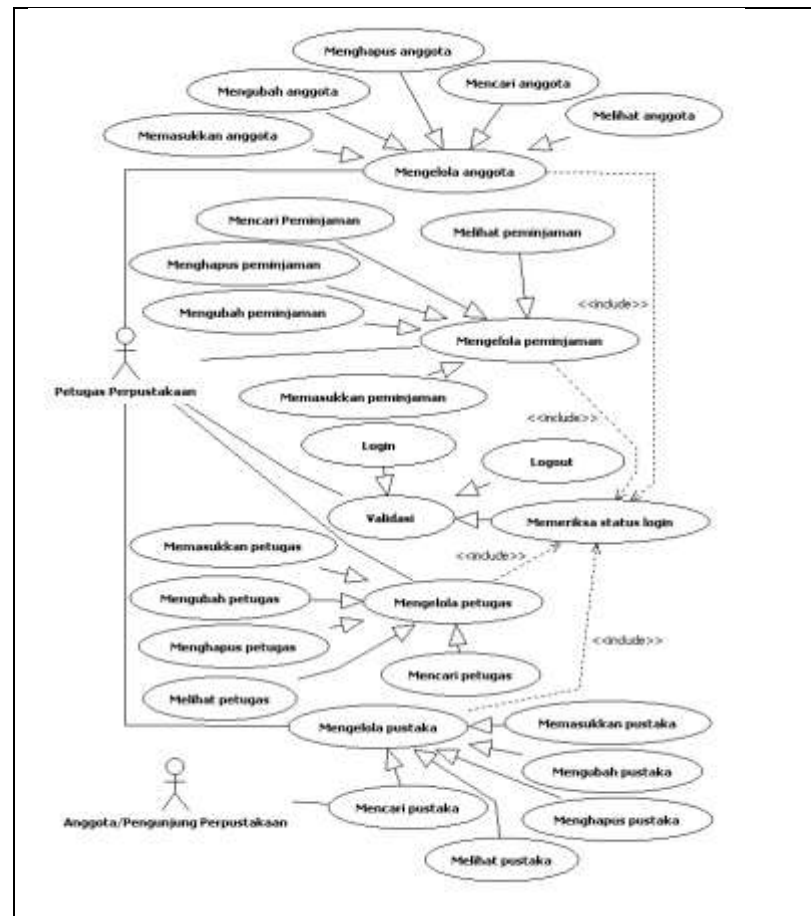 Menghapus anggota
Mengubah anggota
Mencari anggota
Memasukkan anggota
Melihat anggota
Mengelola anggota
Mencari Peminjaman
Melihat peminjaman
Menghapus peminjaman
Mengubah peminjaman
<<include>>
Mengelola peminjaman
Petugas Perpustakaan
Memasukkan peminjaman
<<include>>
Login
Logout
Validasi
Memeriksa status login
Memasukkan petugas
<<include>>
Mengubah petugas
Mengelola petugas
Menghapus petugas
<<include>>
Mencari petugas
Melihat petugas
Mengelola pustaka
Memasukkan pustaka
Mengubah pustaka
Mencari pustaka
Anggota/Pengunjung Perpustakaan
Menghapus pustaka
Melihat pustaka